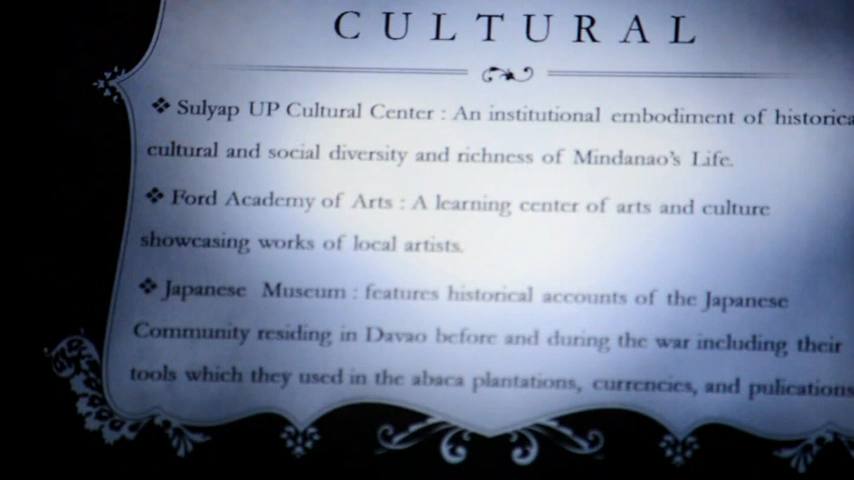 CULTURAL
❖ Sulyap UP Cultural Center : An institutional embodiment of historica
cultural and social diversity and richness of Mindanao's Life.
❖ Ford Academy of Arts : A learning center of arts and culture
showcasing works of local artists.
❖ Japanese Museum : features historical accounts of the Japanese
Community residing in Davao before and during the war including their
tools which they used in the abaca plantations, currencies, and pulications